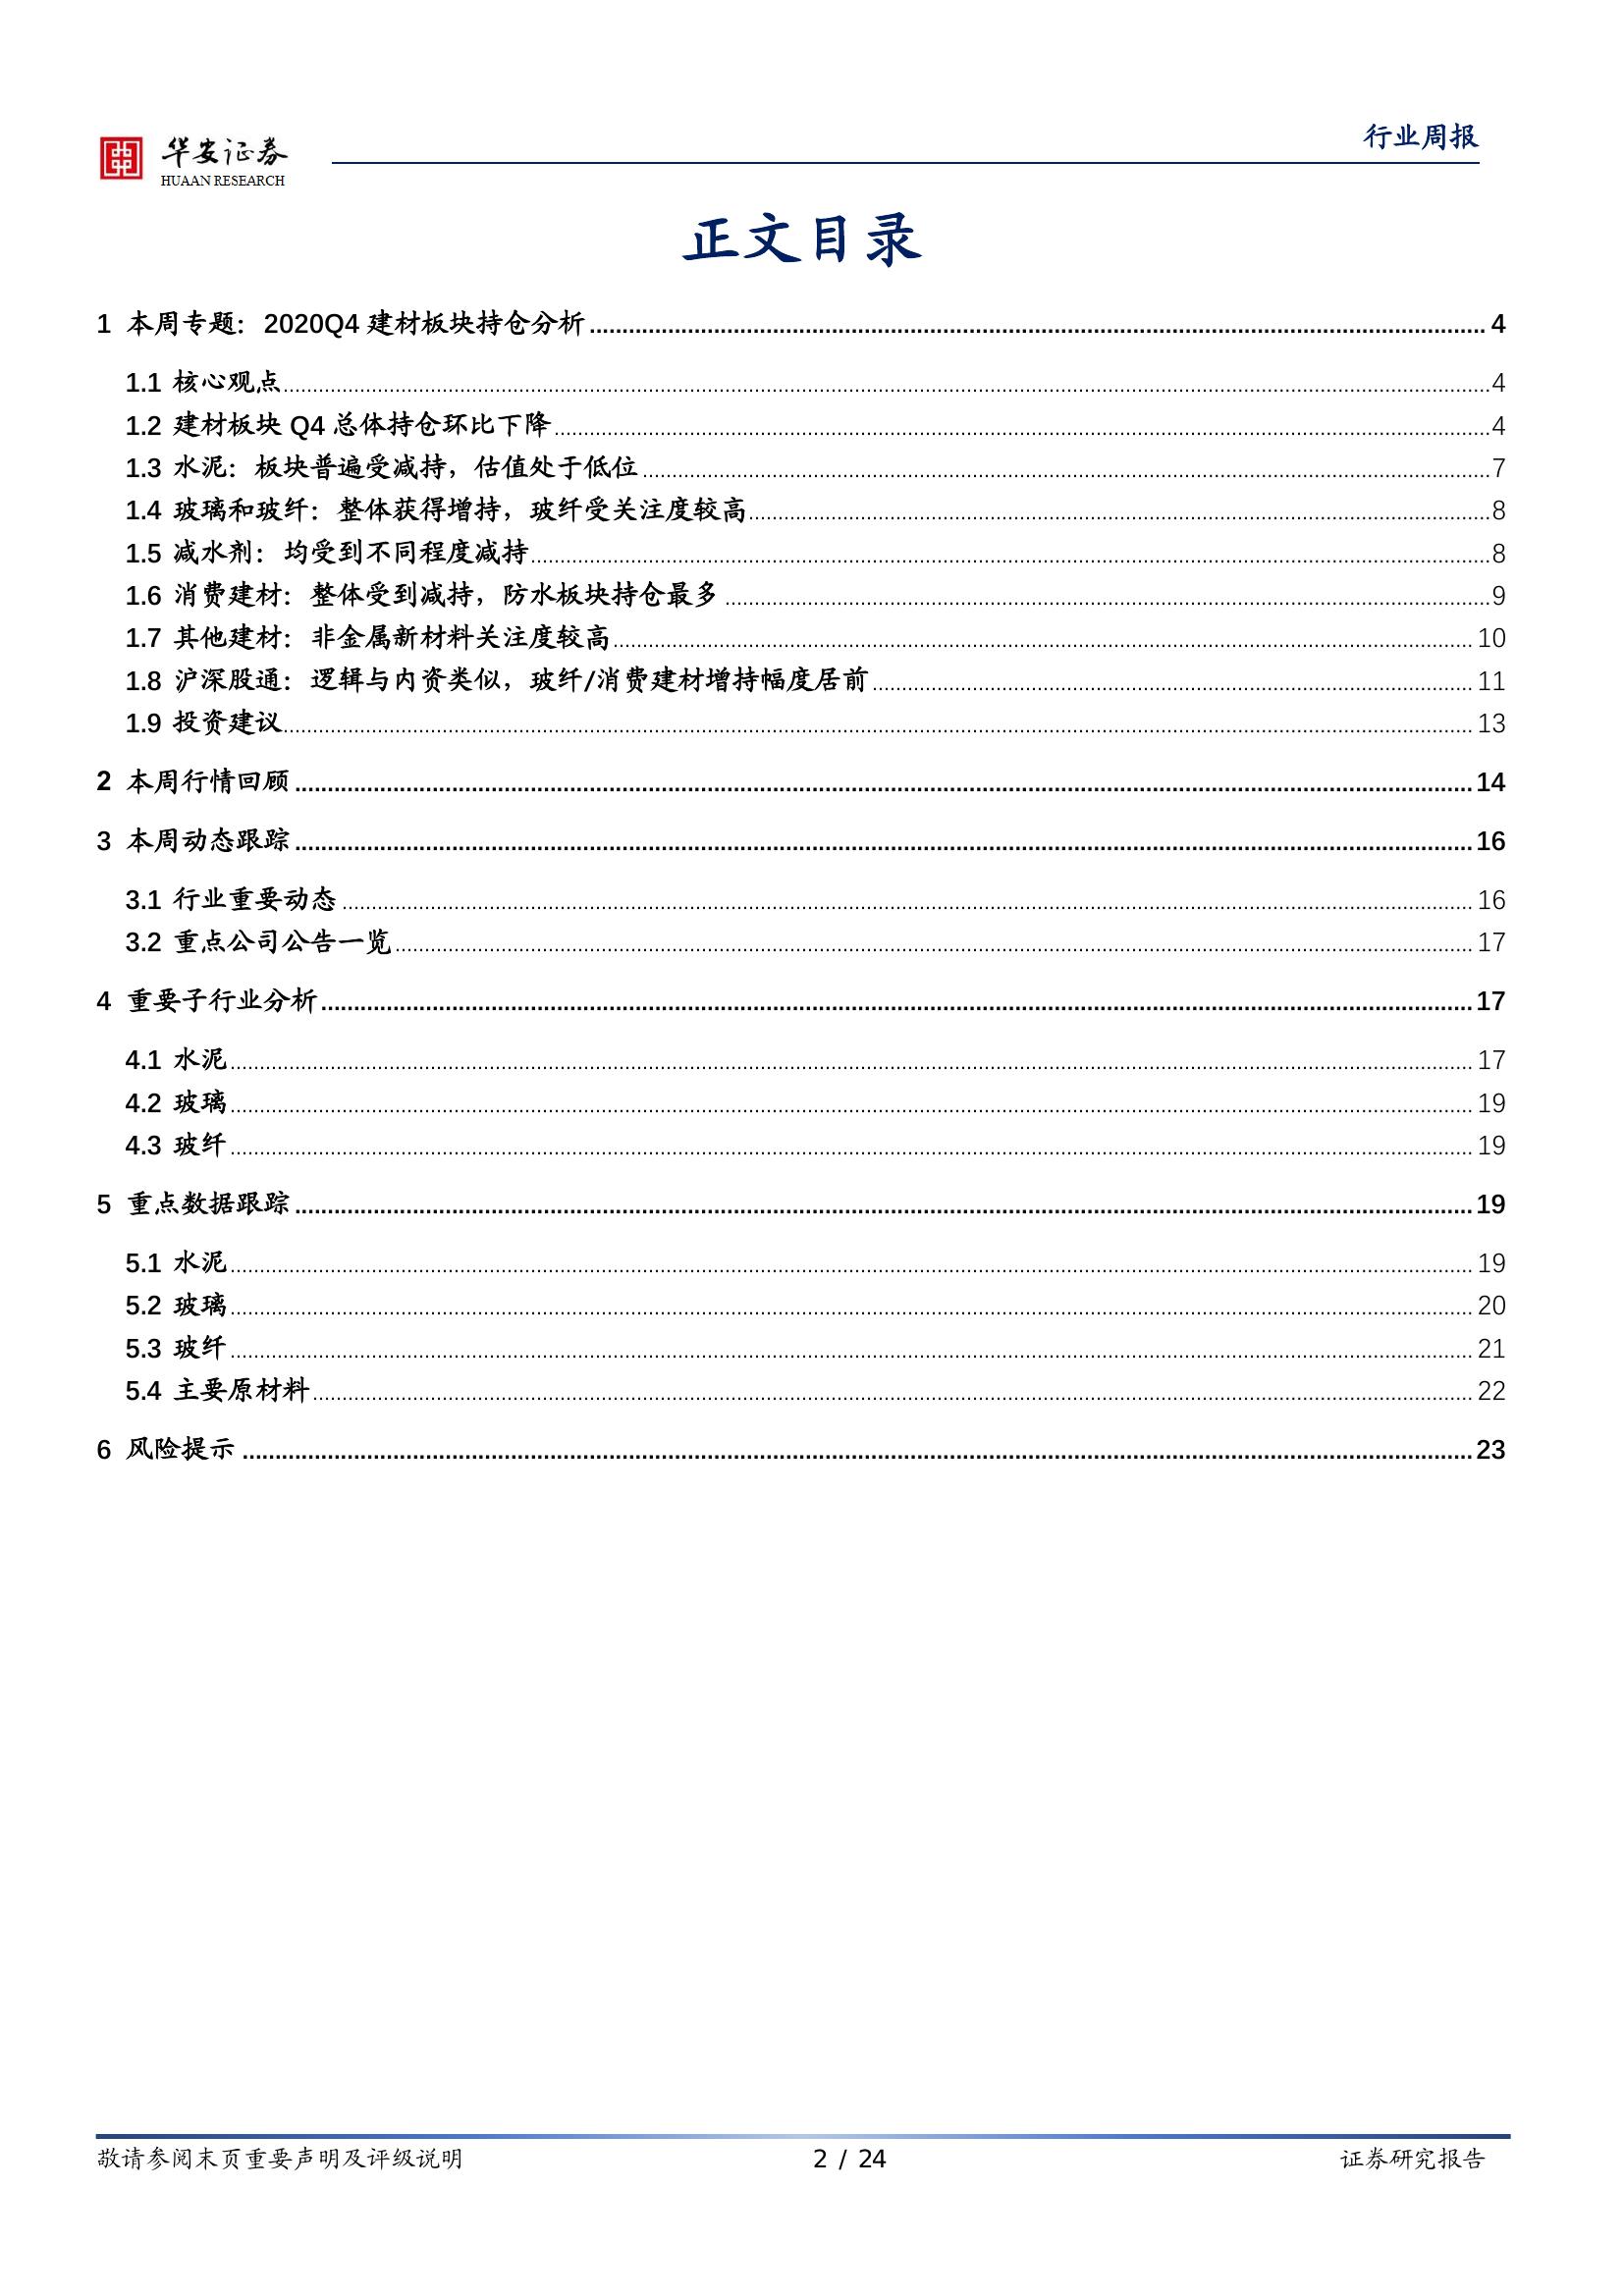 华安证券
HUAAN RESEARCH
行业周报
正文目录
1 本周专题：2020Q4 建材板块持仓分析 4
1.1 核心观点 4
1.2 建材板块 Q4 总体持仓环比下降 4
1.3 水泥：板块普遍受减持，估值处于低位 7
1.4 玻璃和玻纤：整体获得增持，玻纤受关注度较高 8
1.5 减水剂：均受到不同程度减持 8
1.6 消费建材：整体受到减持，防水板块持仓最多 9
1.7 其他建材：非金属新材料关注度较高 10
1.8 沪深股通：逻辑与内资类似，玻纤/消费建材增持幅度居前 11
1.9 投资建议 13
2 本周行情回顾 14
3 本周动态跟踪 16
3.1 行业重要动态 16
3.2 重点公司公告一览 17
4 重要子行业分析 17
4.1 水泥 17
4.2 玻璃 19
4.3 玻纤 19
5 重点数据跟踪 19
5.1 水泥 19
5.2 玻璃 20
5.3 玻纤 21
5.4 主要原材料 22
6 风险提示 23
敬请参阅末页重要声明及评级说明 2 / 24 证券研究报告